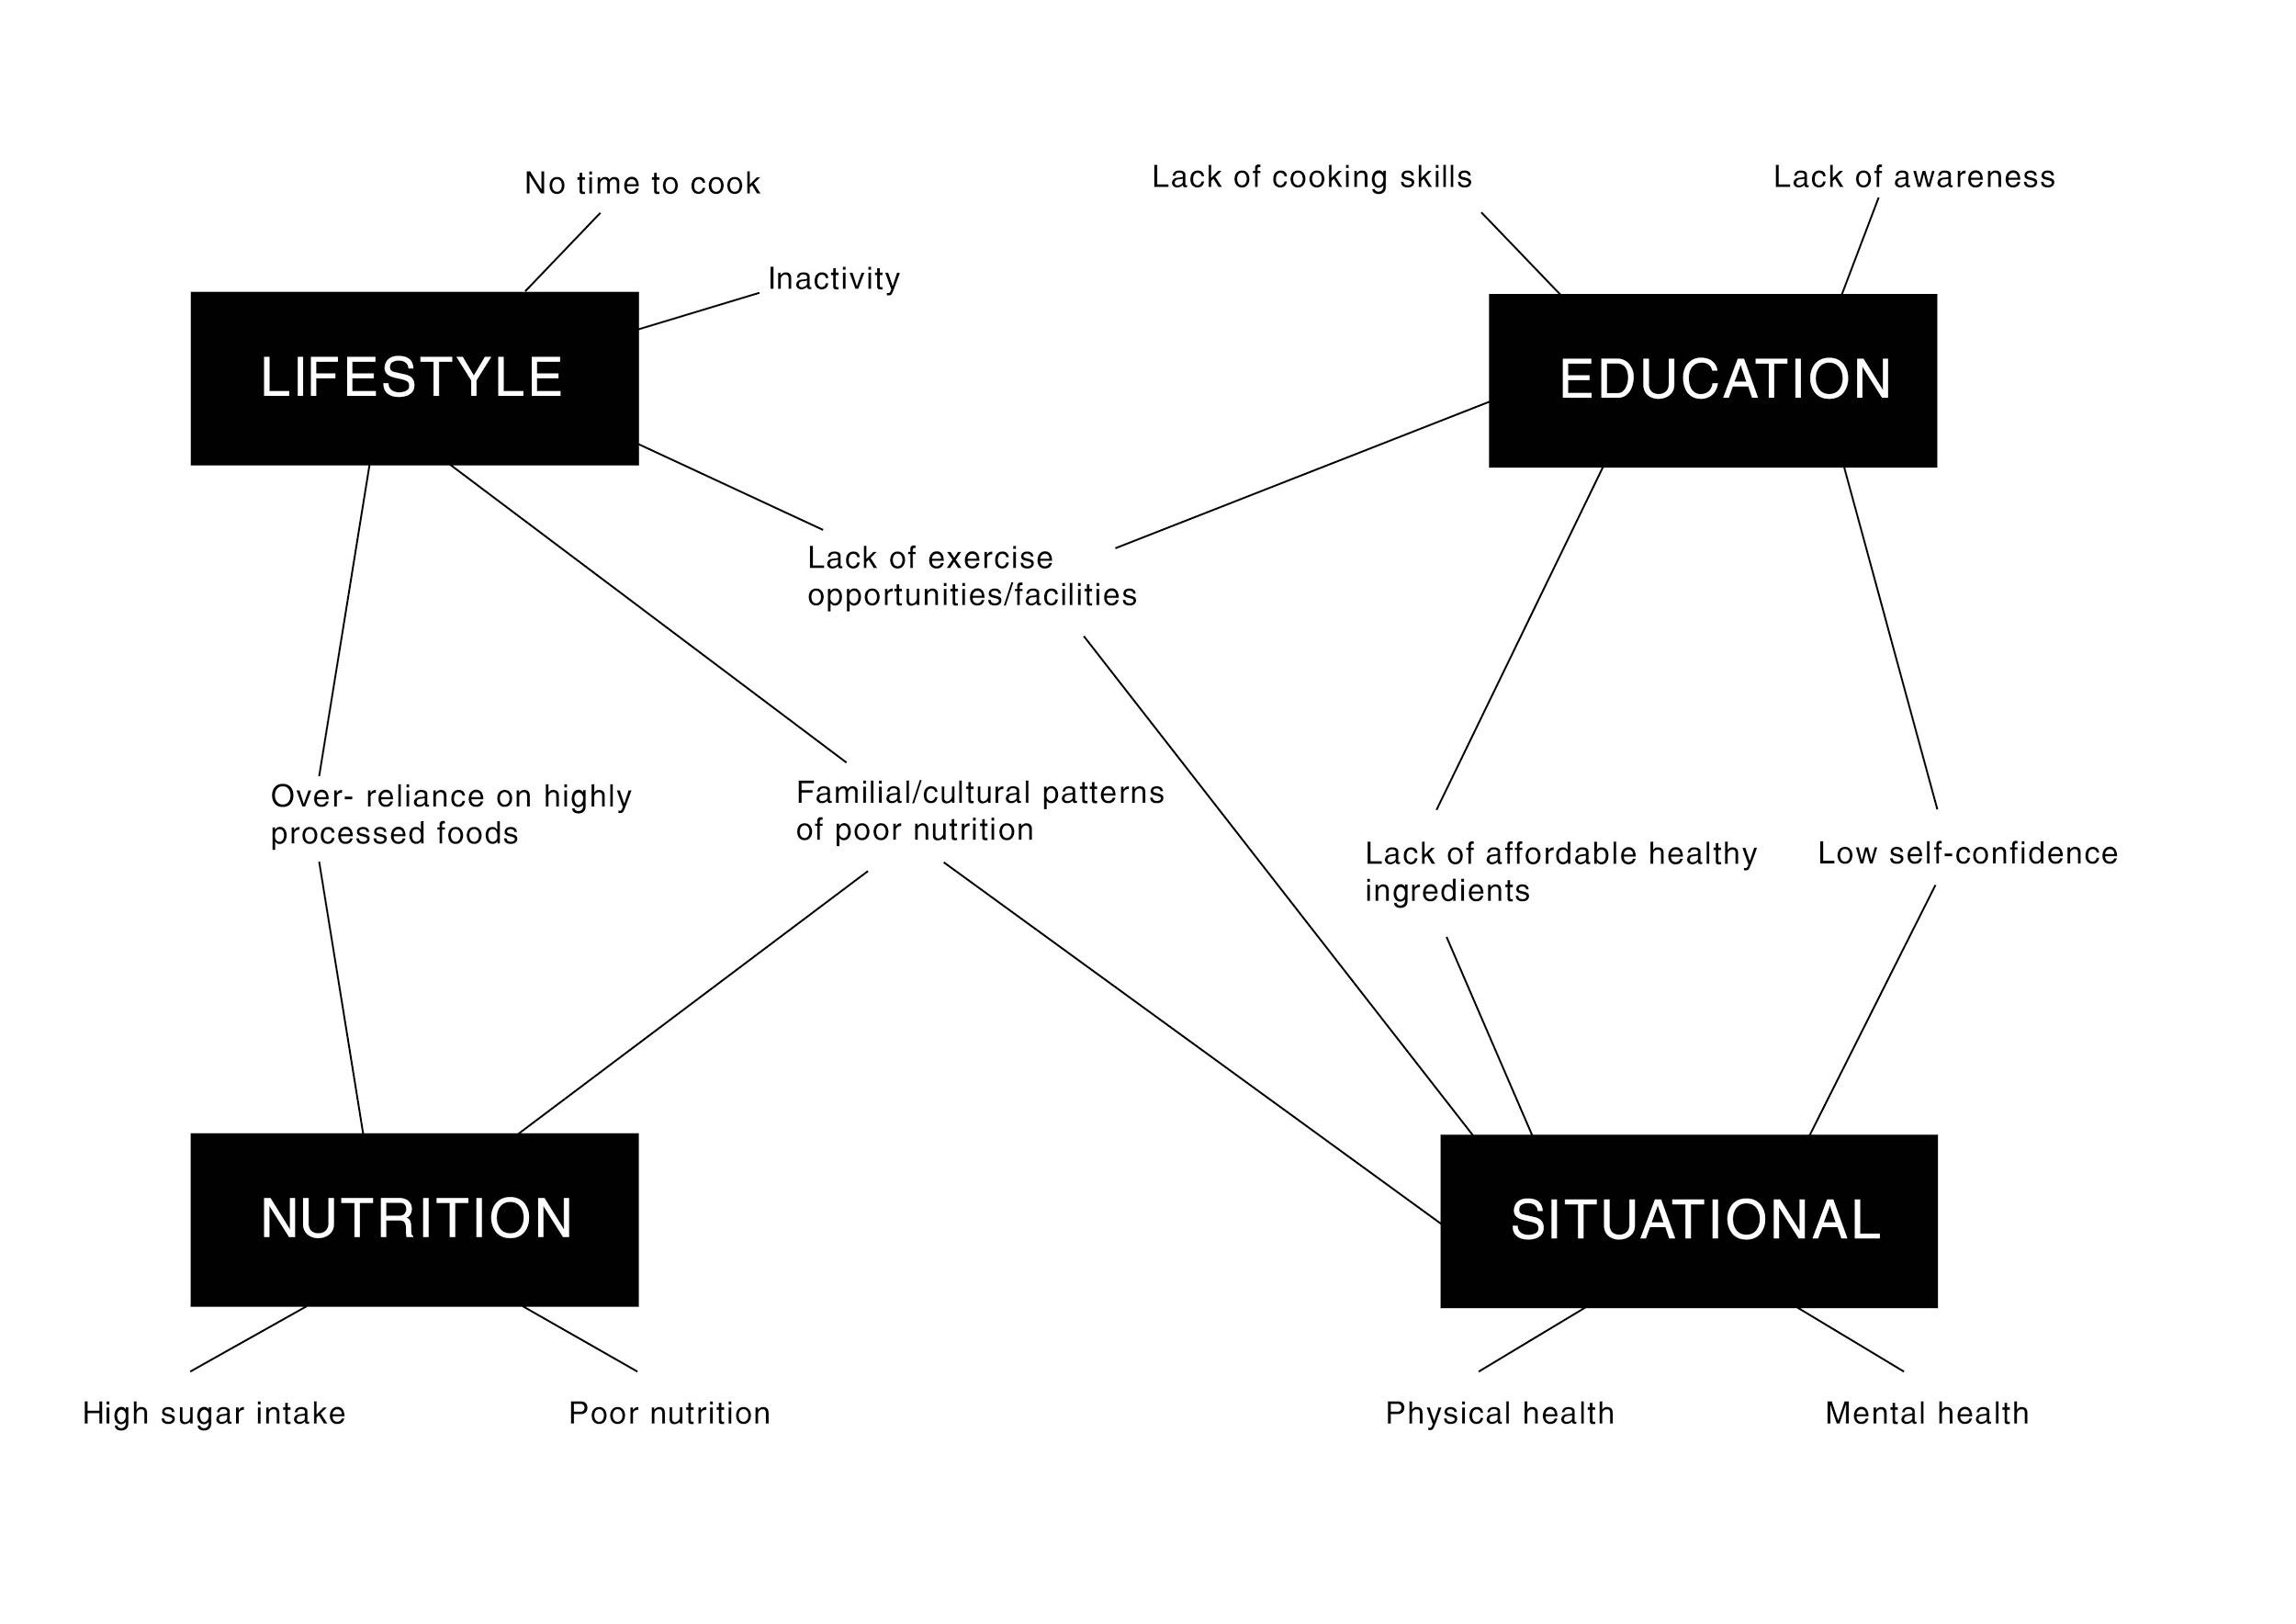 No time to cook
Lack of cooking skills
Lack of awareness
Inactivity
LIFESTYLE
EDUCATION
Lack of exercise
opportunities/facilities
Over- reliance on highly
processed foods
Familial/cultural patterns
of poor nutrition
Lack of affordable healthy
ingredients
Low self-confidence
NUTRITION
SITUATIONAL
High sugar intake
Poor nutrition
Physical health
Mental health